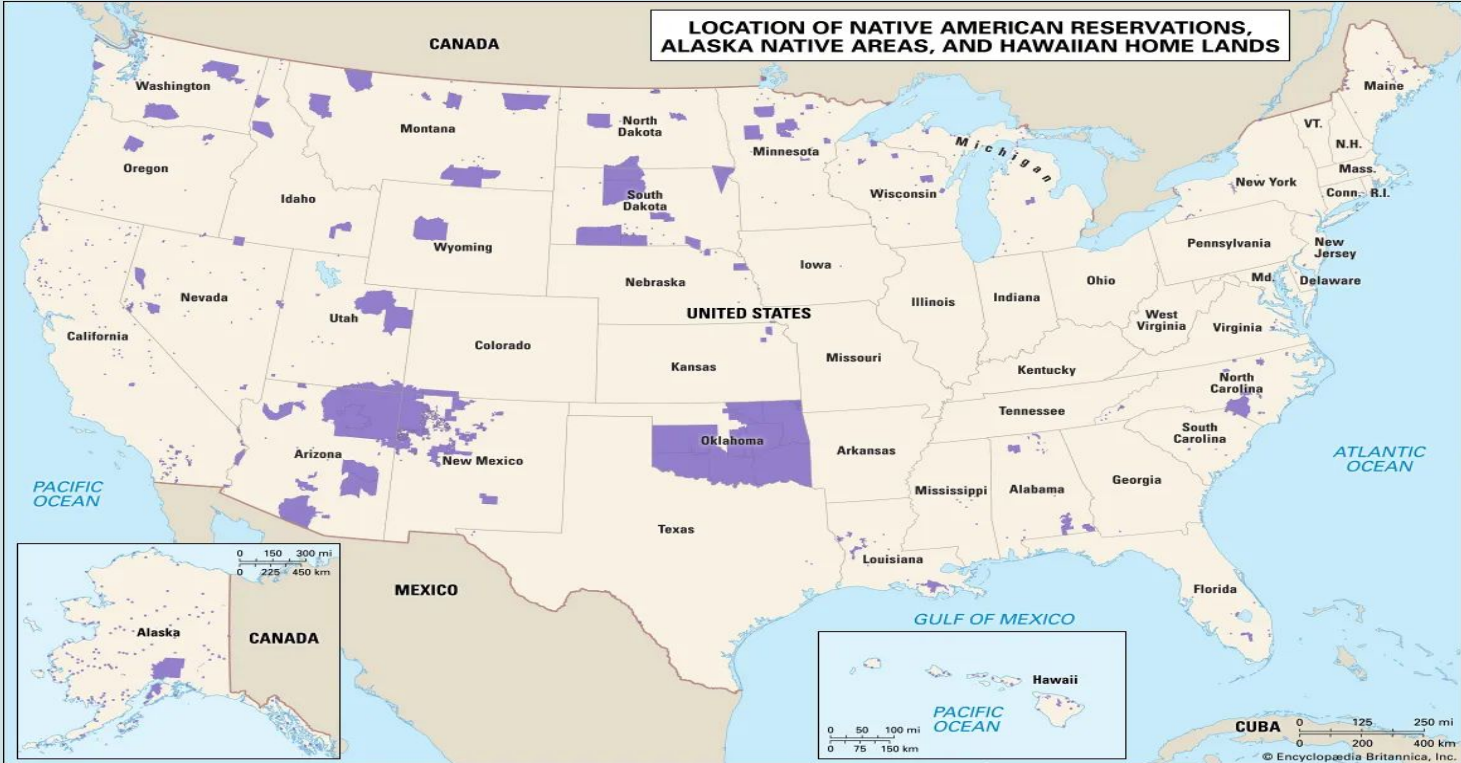 LOCATION OF NATIVE AMERICAN RESERVATIONS,
ALASKA NATIVE AREAS, AND HAWAIIAN HOME LANDS
CANADA
Washington
Montana
North
Dakota
Minnesota
Michigan
Maine
VT.
N.H.
Mass.
Conn.
R.I.
New York
Oregon
Idaho
Wyoming
South
Dakota
Wisconsin
Pennsylvania
New
Jersey
Md.
Delaware
Nevada
Utah
Nebraska
Iowa
Illinois
Indiana
Ohio
West
Virginia
Virginia
California
Colorado
UNITED STATES
Kansas
Missouri
Kentucky
North
Carolina
Tennessee
South
Carolina
Arizona
New Mexico
Oklahoma
Arkansas
Mississippi
Alabama
Georgia
PACIFIC
OCEAN
ATLANTIC
OCEAN
Texas
Louisiana
Florida
MEXICO
GULF OF MEXICO
0 150 300 mi
0 225 450 km
Alaska
CANADA
Hawaii
PACIFIC
OCEAN
0 50 100 mi
0 75 150 km
CUBA
0 125 250 mi
0 200 400 km
© Encyclopædia Britannica, Inc.